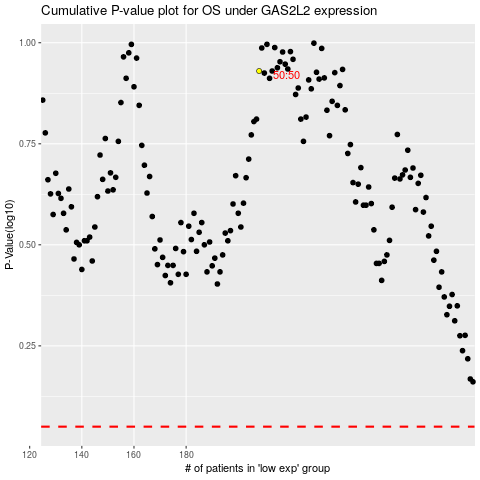 Cumulative P-value plot for OS under GAS2L2 expression
P-Value(log10)
1.00
0.75
0.50
0.25
50:50
120 140 160 180
# of patients in 'low exp' group